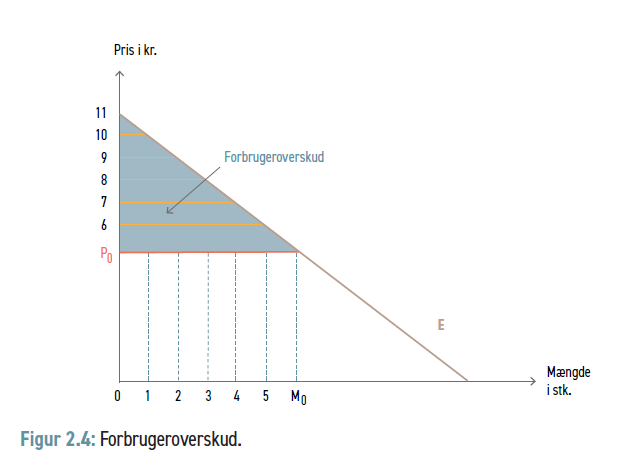 Pris i kr.
11
10
9
8
7
6
P0
Forbrugeroverskud
E
0 1 2 3 4 5 M0
Mængde
i stk.
Figur 2.4: Forbrugeroverskud.